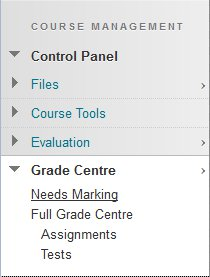 COURSE MANAGEMENT
Control Panel
Files
Course Tools
Evaluation
Grade Centre
Needs Marking
Full Grade Centre
Assignments
Tests